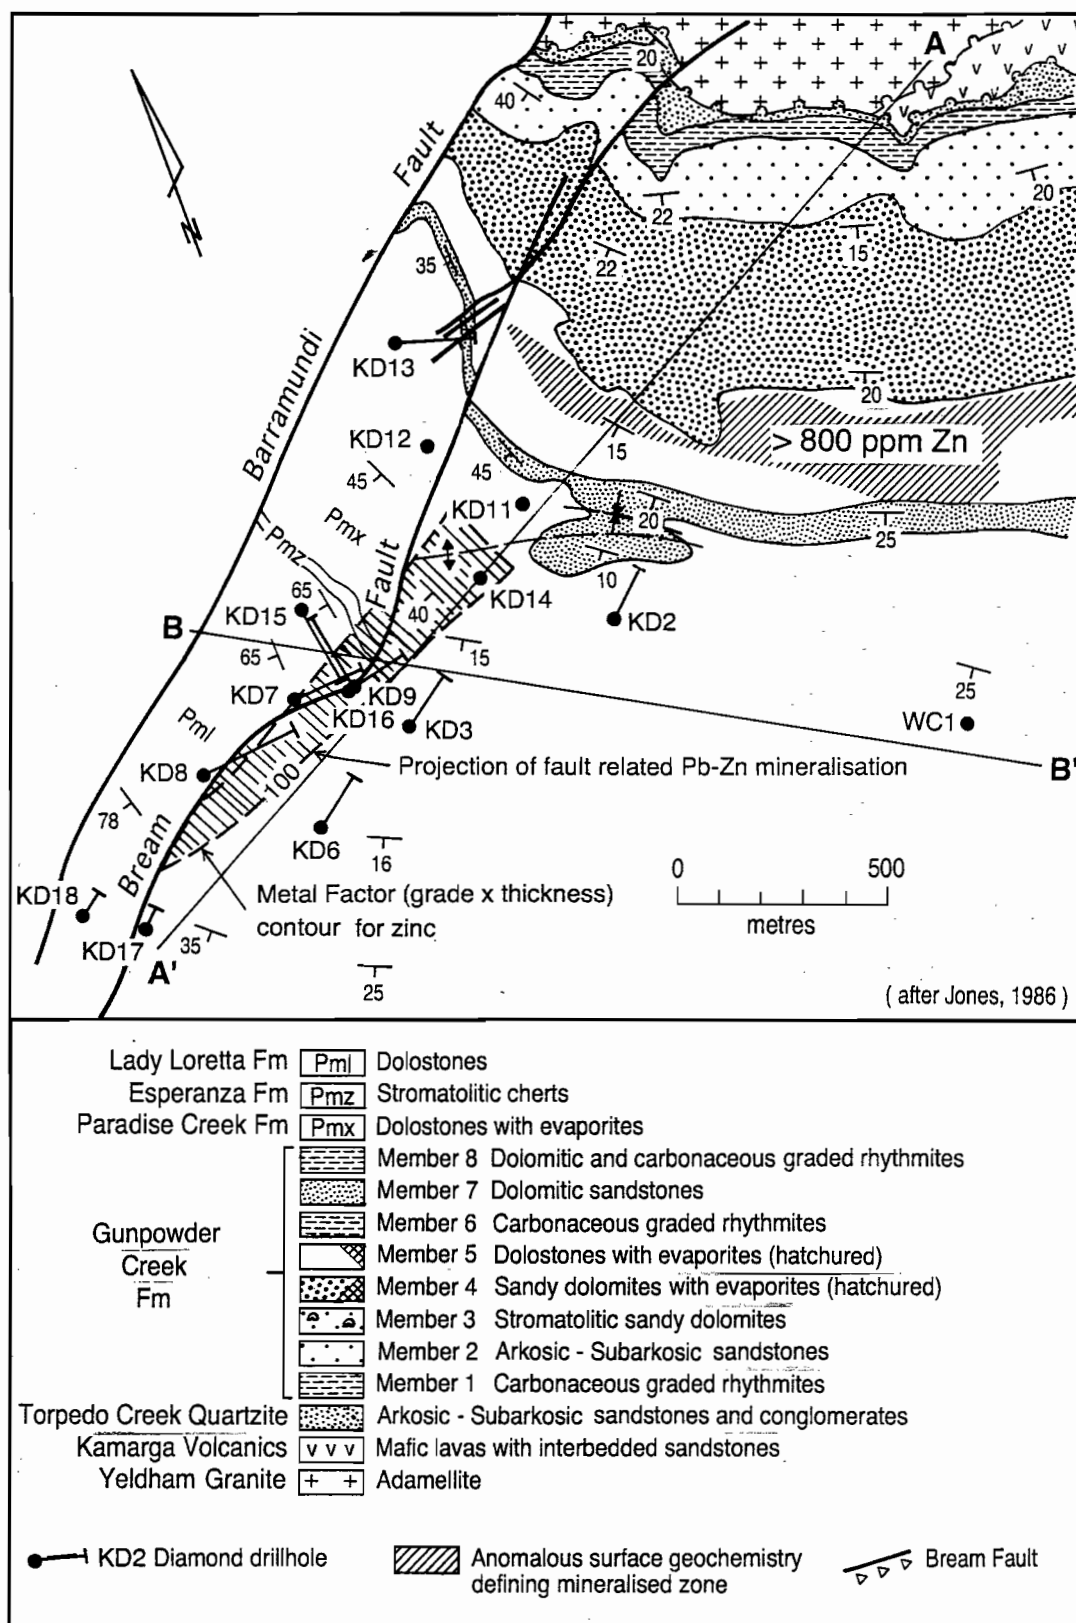 A
20
40
Fault
N
35
22
22
15
20
KD13
Barramundi
20
KD12
15
> 800 ppm Zn
45
45
KD11
Pmx
20
25
Pmz
Fault
10
65
KD14
40
KD15
KD2
B
65
15
KD7
KD9
25
KD16
WC1
Pml
KD3
B'
KD8
100
Projection of fault related Pb-Zn mineralisation
78
Bream
KD6
16
0 500
metres
KD18
Metal Factor (grade x thickness)
contour for zinc
KD17
35
A'
25
( after Jones, 1986 )
Lady Loretta Fm Pml Dolostones
Esperanza Fm Pmz Stromatolitic cherts
Paradise Creek Fm Pmx Dolostones with evaporites
Member 8 Dolomitic and carbonaceous graded rhythmites
Member 7 Dolomitic sandstones
Member 6 Carbonaceous graded rhythmites
Gunpowder
Creek
Fm
Member 5 Dolostones with evaporites (hatchured)
Member 4 Sandy dolomites with evaporites (hatchured)
Member 3 Stromatolitic sandy dolomites
Member 2 Arkosic - Subarkosic sandstones
Member 1 Carbonaceous graded rhythmites
Torpedo Creek Quartzite Arkosic - Subarkosic sandstones and conglomerates
Kamarga Volcanics v v v Mafic lavas with interbedded sandstones
Yeldham Granite + + Adamellite
KD2 Diamond drillhole
Anomalous surface geochemistry
defining mineralised zone
Bream Fault